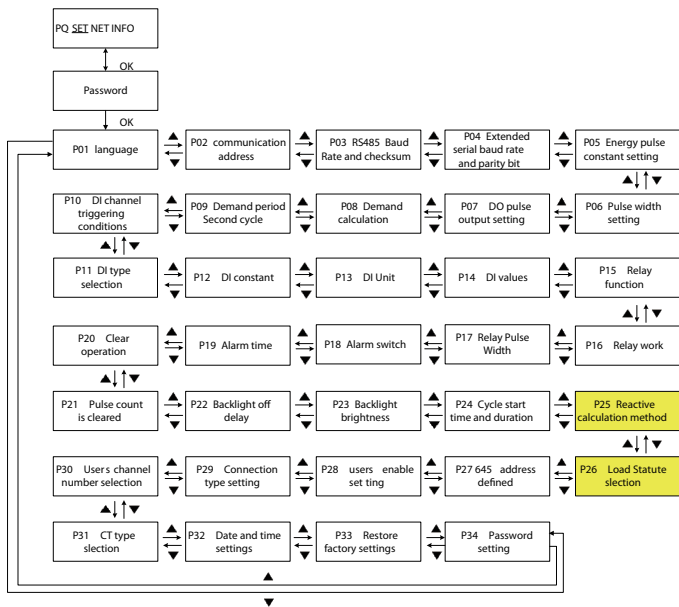 PQ SET NET INFO
OK
Password
OK
P01 language
P02 communication
address
P03 RS485 Baud
Rate and checksum
P04 Extended
serial baud rate
and parity bit
P05 Energy pulse
constant setting
P10 DI channel
triggering
conditions
P09 Demand period
Second cycle
P08 Demand
calculation
P07 DO pulse
output setting
P06 Pulse width
setting
P11 DI type
selection
P12 DI constant
P13 DI Unit
P14 DI values
P15 Relay
function
P20 Clear
operation
P19 Alarm time
P18 Alarm switch
P17 Relay Pulse
Width
P16 Relay work
P21 Pulse count
is cleared
P22 Backlight off
delay
P23 Backlight
brightness
P24 Cycle start
time and duration
P25 Reactive
calculation method
P30 User s channel
number selection
P29 Connection
type setting
P28 users enable
set ting
P27 645 address
defined
P26 Load Statute
slection
P31 CT type
slection
P32 Date and time
settings
P33 Restore
factory settings
P34 Password
setting